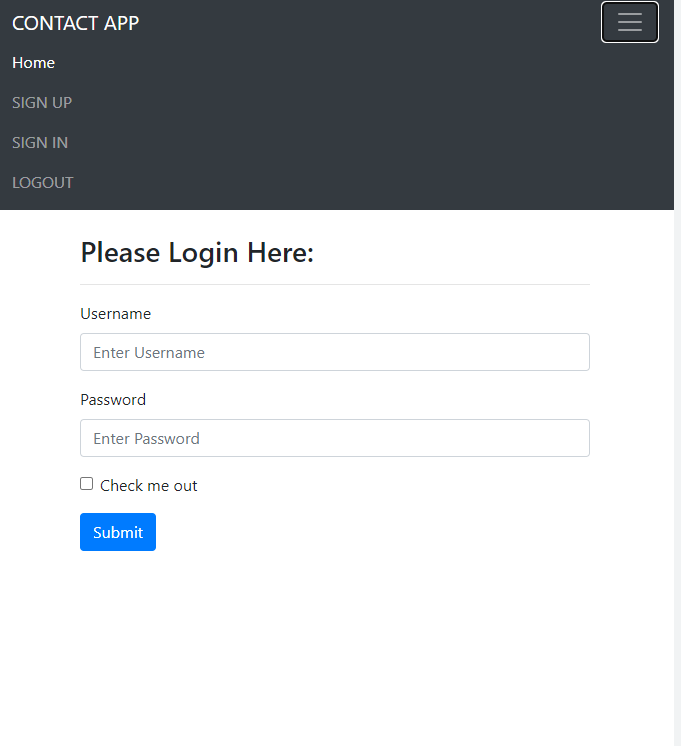 CONTACT APP
Home
SIGN UP
SIGN IN
LOGOUT
Please Login Here:
Username
Enter Username
Password
Enter Password
Check me out
Submit